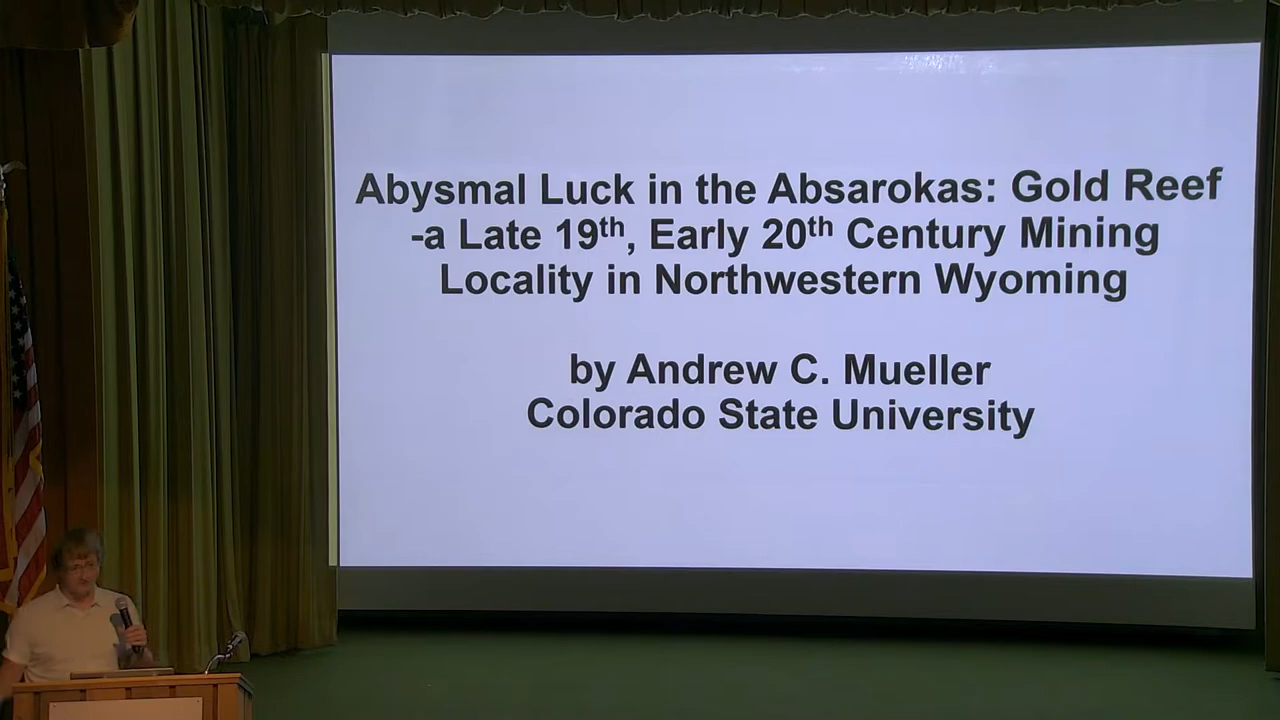 Abysmal Luck in the Absarokas: Gold Reef
-a Late 19th, Early 20th Century Mining
Locality in Northwestern Wyoming
by Andrew C. Mueller
Colorado State University